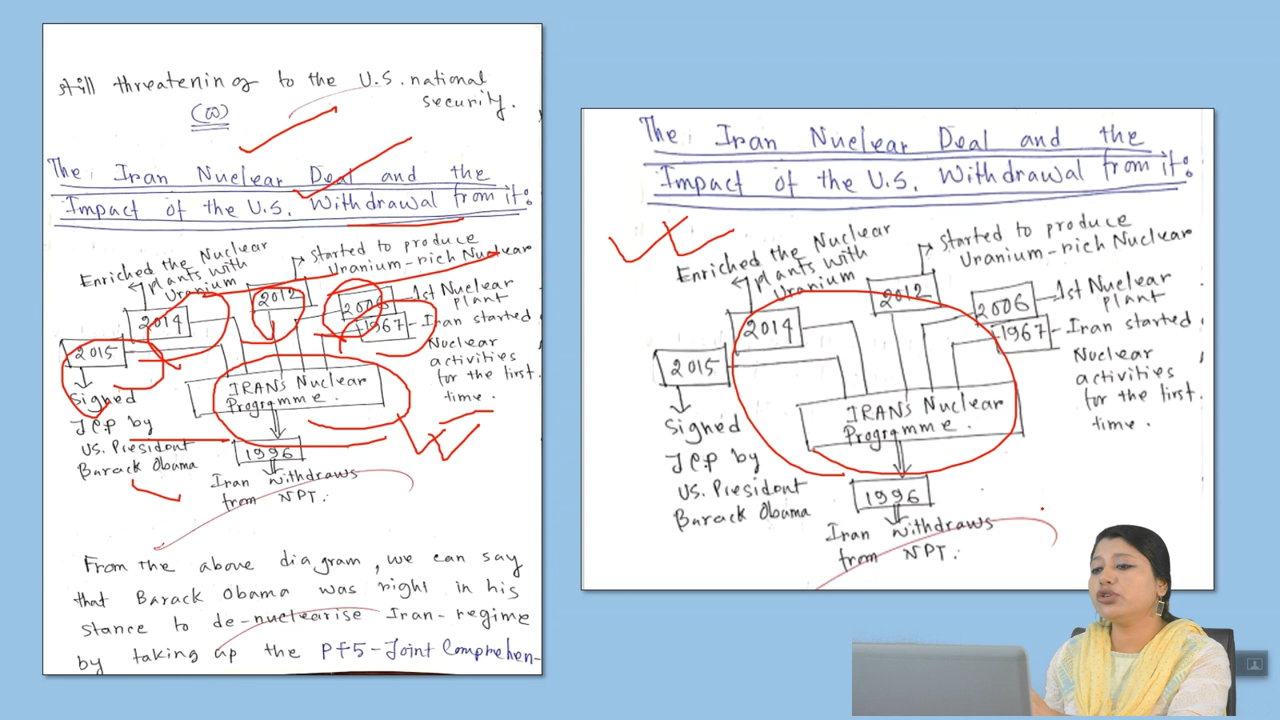 still threatening to the U.S. national
security.
(ω)
The Iran Nuclear Deal and the
Impact of the U.S. Withdrawal from it:
Enriched the Nuclear
plants with
Uranium
Started to produce
Uranium-rich Nuclear
2014
2012
2006
1st Nuclear
plant
1967
Iran started
Nuclear
activities
for the first
time.
2015
Signed
JCP by
US. President
Barack Obama
IRANs Nuclear
Programme.
1996
Iran withdraws
from NPT.
From the above diagram, we can say
that Barack Obama was right in his
stance to de-nuclearise Iran-regime
by taking up the P+5-Joint Comprehen-
The Iran Nuclear Deal and the
Impact of the U.S. Withdrawal from it:
Enriched the Nuclear
plants with
Uranium
Started to produce
Uranium-rich Nuclear
2014
2012
2006
1st Nuclear
plant
1967
Iran started
Nuclear
activities
for the first
time.
2015
Signed
JCP by
US. President
Barack Obama
IRANs Nuclear
Programme.
1996
Iran withdraws
from NPT.